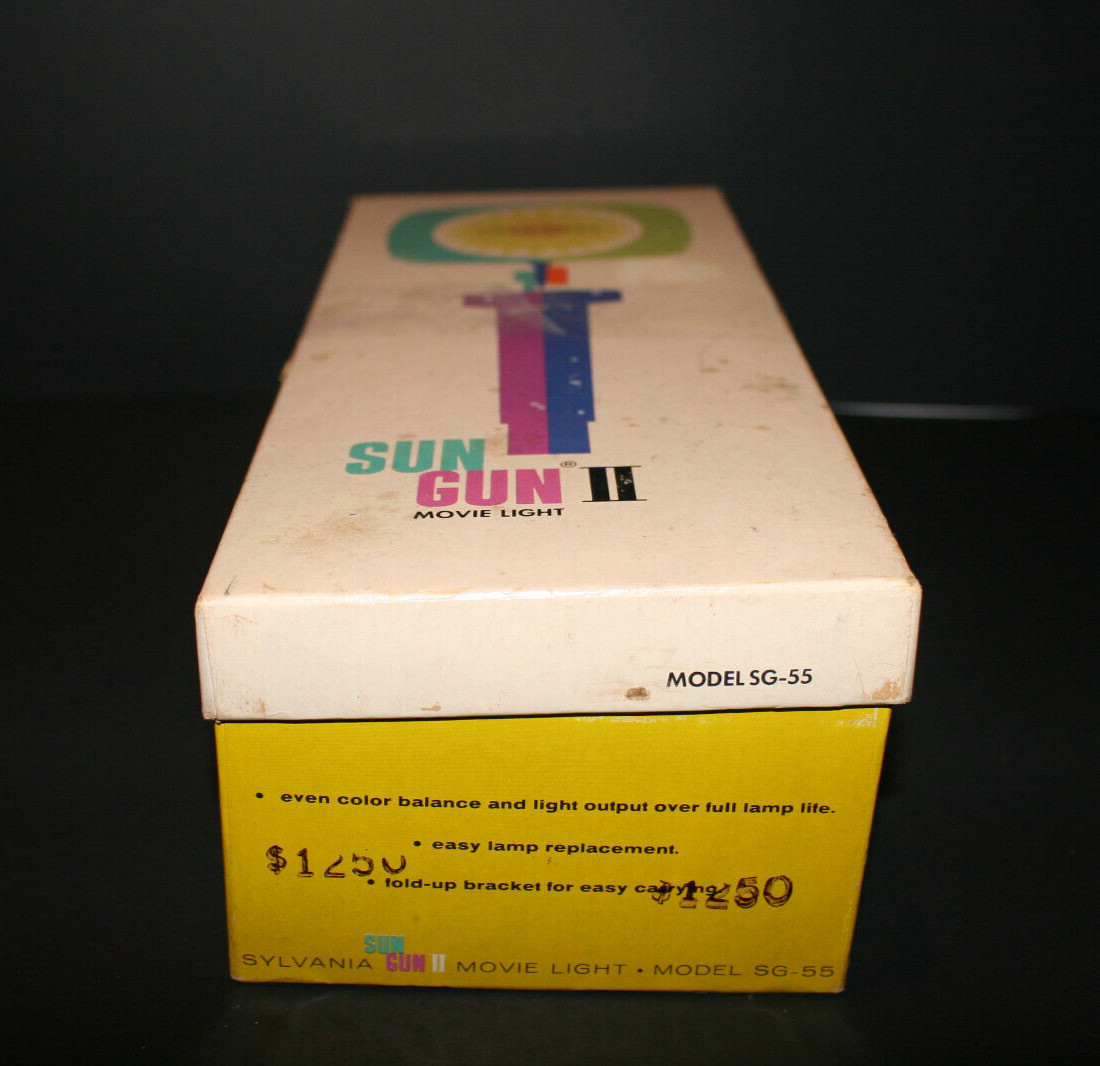 SUN
GUN® II
MOVIE LIGHT
MODEL SG-55
• even color balance and light output over full lamp life.
• easy lamp replacement.
$1250
• fold-up bracket for easy carrying.
$1250
SYLVANIA SUN GUN II MOVIE LIGHT • MODEL SG-55